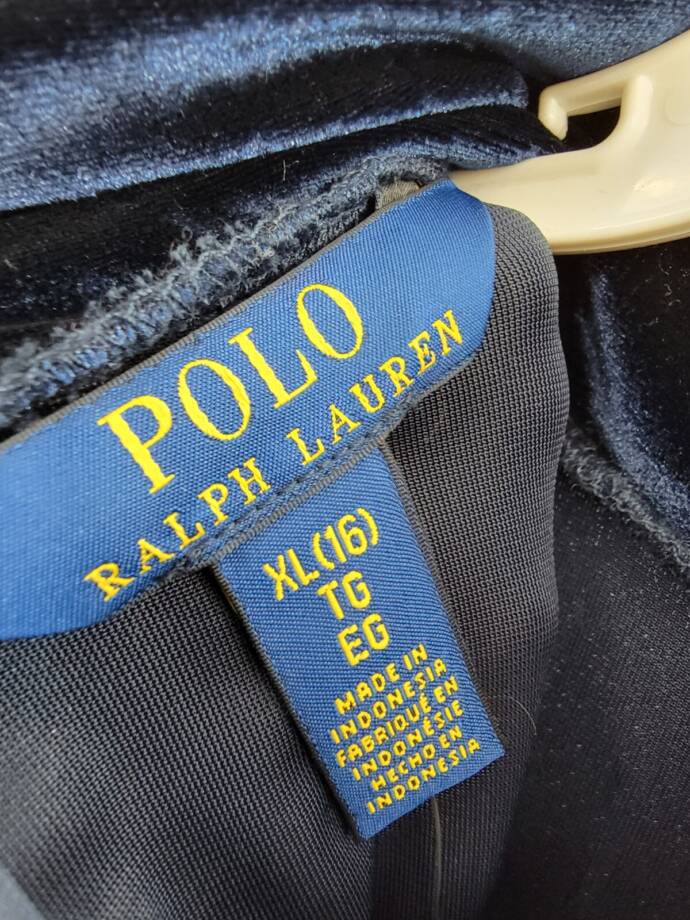 POLO
RALPH LAUREN
XL(16)
TG
EG
MADE IN
INDONESIA
FABRIQUÉ EN
INDONÉSIE
HECHO EN
INDONESIA